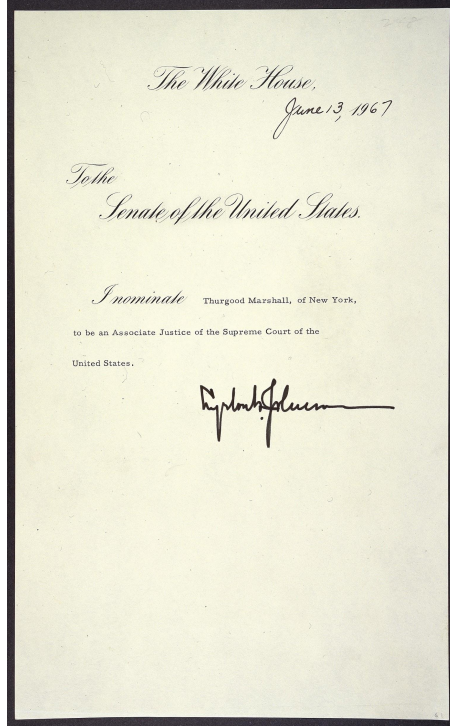 The White House,
June 13, 1967
To the
Senate of the United States.
I nominate Thurgood Marshall, of New York,
to be an Associate Justice of the Supreme Court of the
United States.
Lyndon B. Johnson